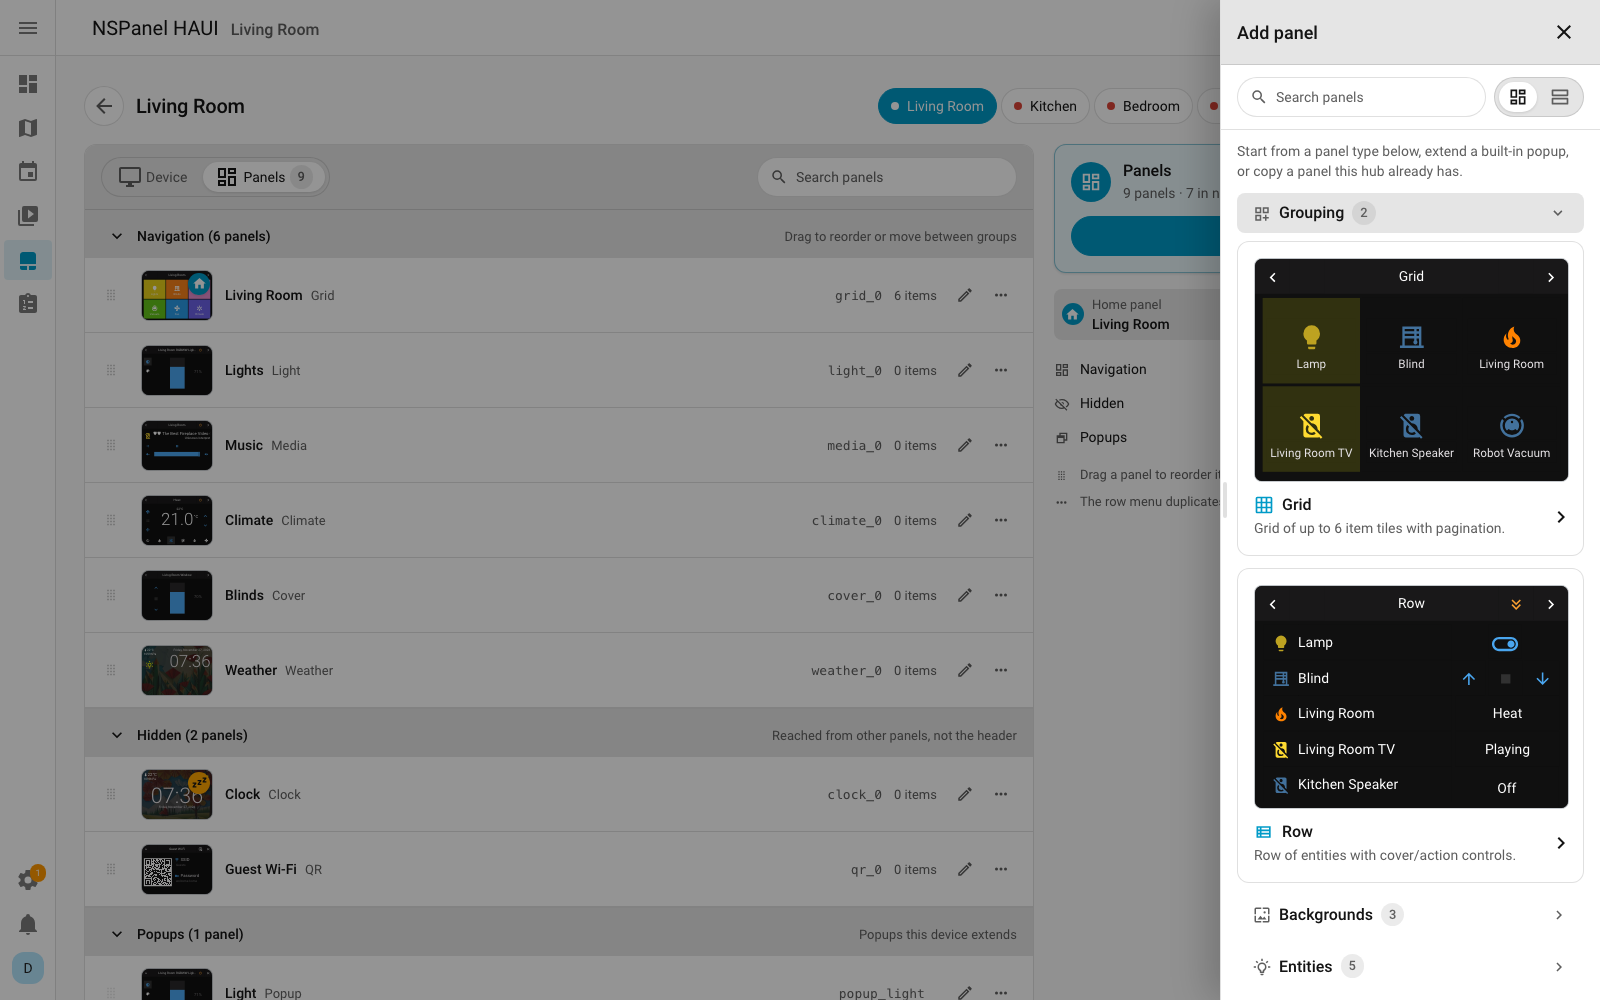 NSPanel HAUI Living Room
Living Room
Living Room
Kitchen
Bedroom
Device
Panels 9
Search panels
Navigation (6 panels)
Drag to reorder or move between groups
Living Room Grid
grid_0 6 items
Lights Light
light_0 0 items
Music Media
media_0 0 items
21.0
Climate Climate
climate_0 0 items
Blinds Cover
cover_0 0 items
07:36
Weather Weather
weather_0 0 items
Hidden (2 panels)
Reached from other panels, not the header
07:36
Clock Clock
clock_0 0 items
Guest Wi-Fi QR
qr_0 0 items
Popups (1 panel)
Popups this device extends
Light Popup
popup_light
1
D
Panels
9 panels · 7 in n
Home panel
Living Room
Navigation
Hidden
Popups
Drag a panel to reorder it
The row menu duplicates
Add panel
Search panels
Start from a panel type below, extend a built-in popup,
or copy a panel this hub already has.
Grouping 2
Grid
Lamp
Blind
Living Room
Living Room TV
Kitchen Speaker
Robot Vacuum
Grid
Grid of up to 6 item tiles with pagination.
Row
Lamp
Blind
Living Room Heat
Living Room TV Playing
Kitchen Speaker Off
Row
Row of entities with cover/action controls.
Backgrounds 3
Entities 5